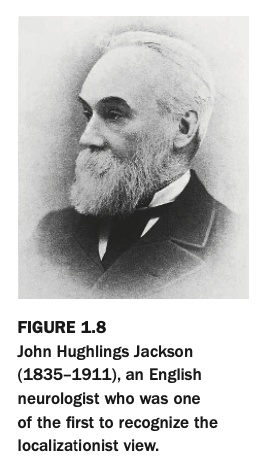 FIGURE 1.8
John Hughlings Jackson
(1835–1911), an English
neurologist who was one
of the first to recognize the
localizationist view.